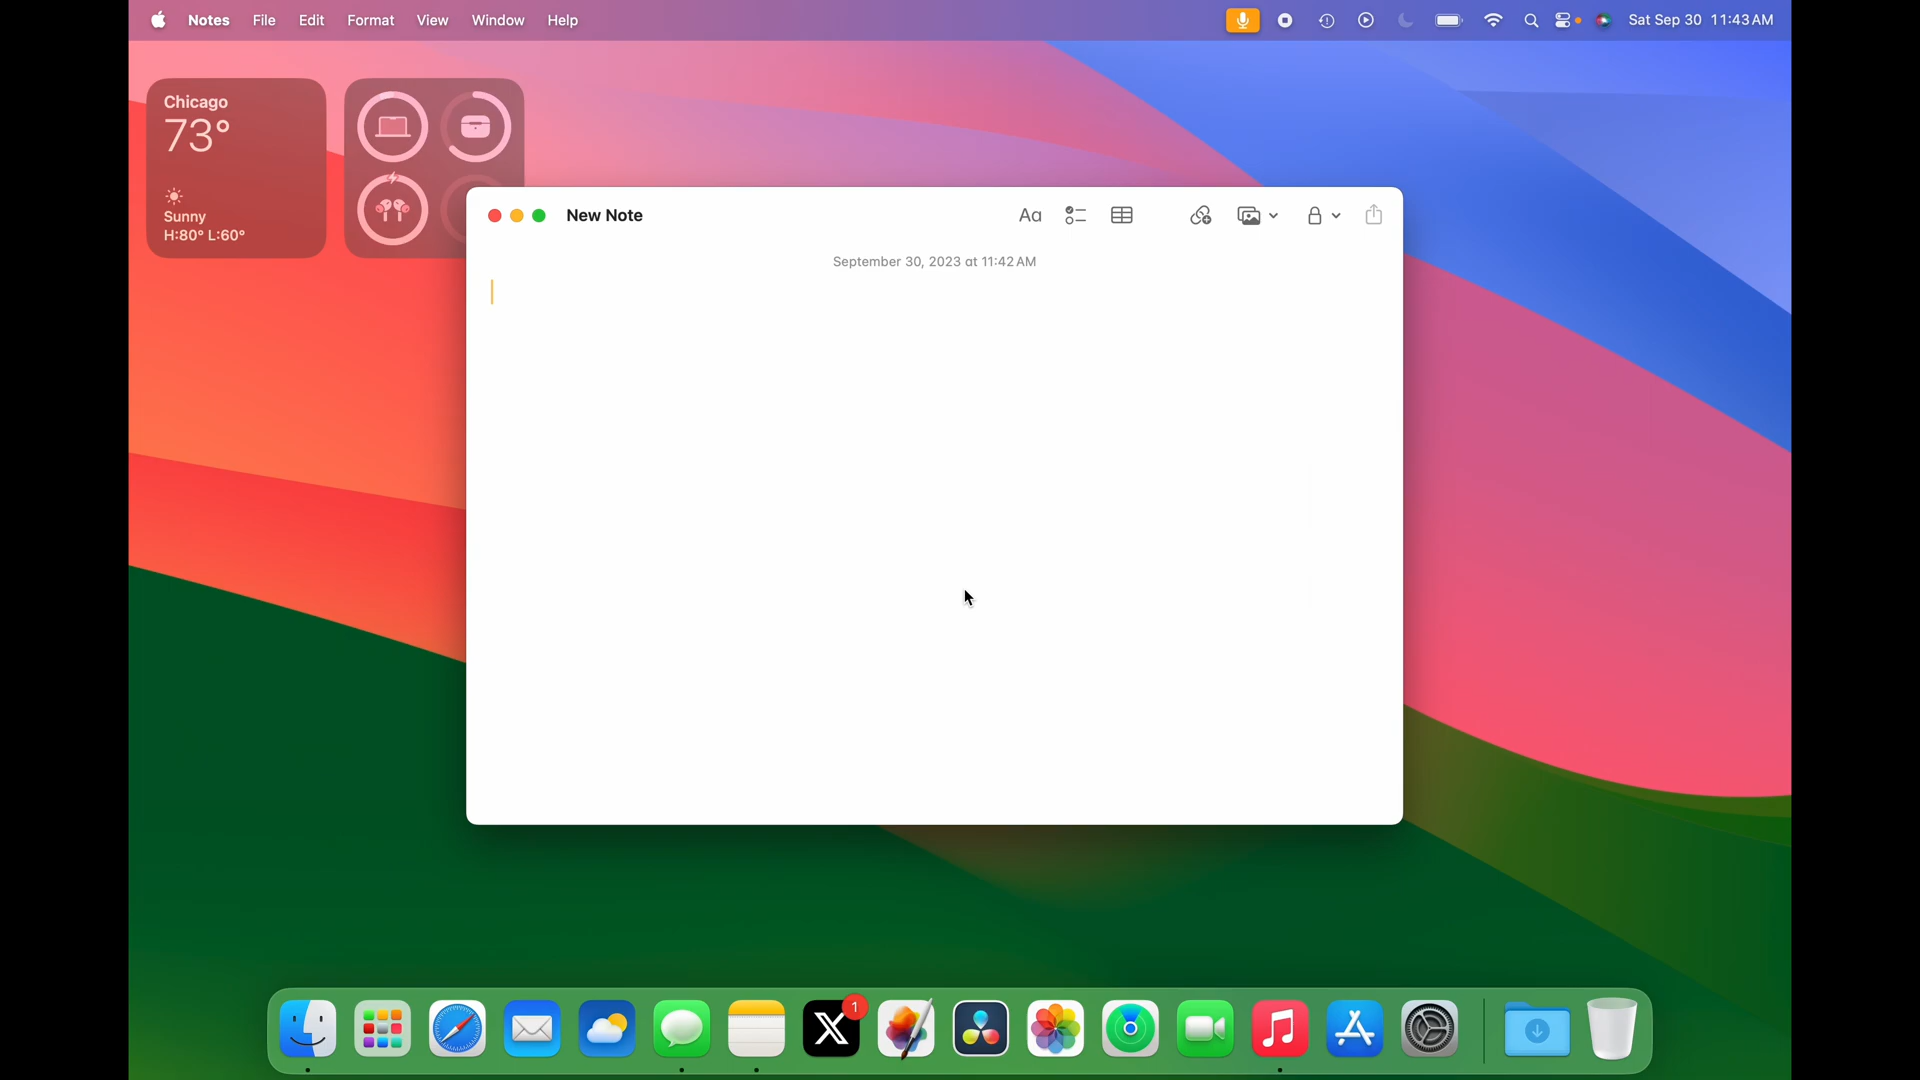 Notes File Edit Format View Window Help Sat Sep 30 11:43 AM
Chicago
73°
Sunny
H:80° L:60°
New Note Aa
September 30, 2023 at 11:42 AM
1